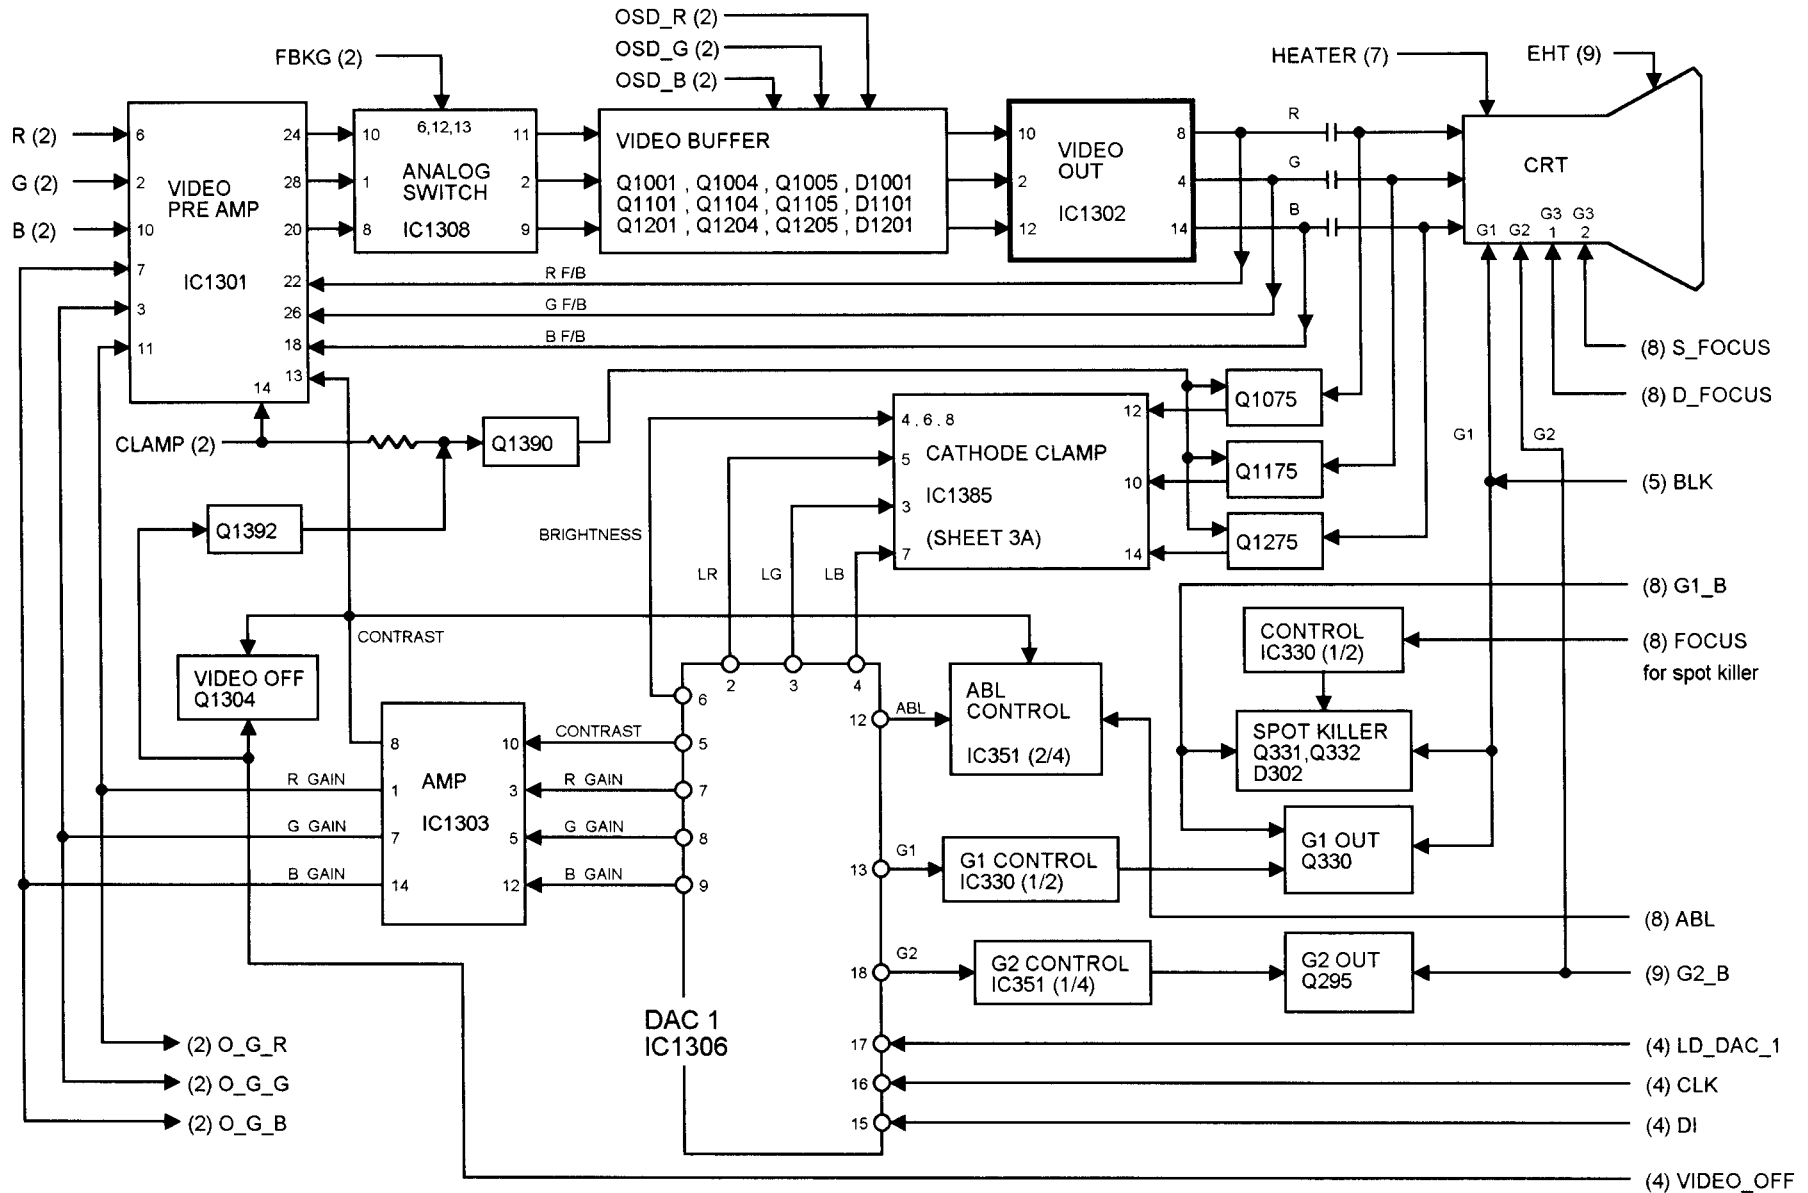 OSD_R (2)
OSD_G (2)
OSD_B (2)
FBKG (2)
HEATER (7)
EHT (9)
R (2)
G (2)
B (2)
6
2
10
7
3
11
VIDEO
PRE AMP
IC1301
24
28
20
22
26
18
13
14
10
1
8
6,12,13
ANALOG
SWITCH
IC1308
11
2
9
VIDEO BUFFER
Q1001 , Q1004 , Q1005 , D1001
Q1101 , Q1104 , Q1105 , D1101
Q1201 , Q1204 , Q1205 , D1201
10
2
12
VIDEO
OUT
IC1302
8
4
14
R
G
B
CRT
G1
G2
G3
1
G3
2
R F/B
G F/B
B F/B
(8) S_FOCUS
(8) D_FOCUS
G1
G2
(5) BLK
CLAMP (2)
Q1390
Q1392
4 , 6 , 8
5
3
7
CATHODE CLAMP
IC1385
(SHEET 3A)
12
10
14
Q1075
Q1175
Q1275
BRIGHTNESS
LR
LG
LB
CONTRAST
VIDEO OFF
Q1304
(8) G1_B
CONTROL
IC330 (1/2)
(8) FOCUS
for spot killer
SPOT KILLER
Q331,Q332
D302
G1 OUT
Q330
8
1
7
14
AMP
IC1303
10
3
5
12
R GAIN
G GAIN
B GAIN
CONTRAST
R GAIN
G GAIN
B GAIN
2
3
4
6
5
7
8
9
12
13
18
17
16
15
DAC 1
IC1306
ABL
ABL
CONTROL
IC351 (2/4)
G1
G1 CONTROL
IC330 (1/2)
(8) ABL
G2
G2 CONTROL
IC351 (1/4)
G2 OUT
Q295
(9) G2_B
(4) LD_DAC_1
(4) CLK
(4) DI
(4) VIDEO_OFF
(2) O_G_R
(2) O_G_G
(2) O_G_B